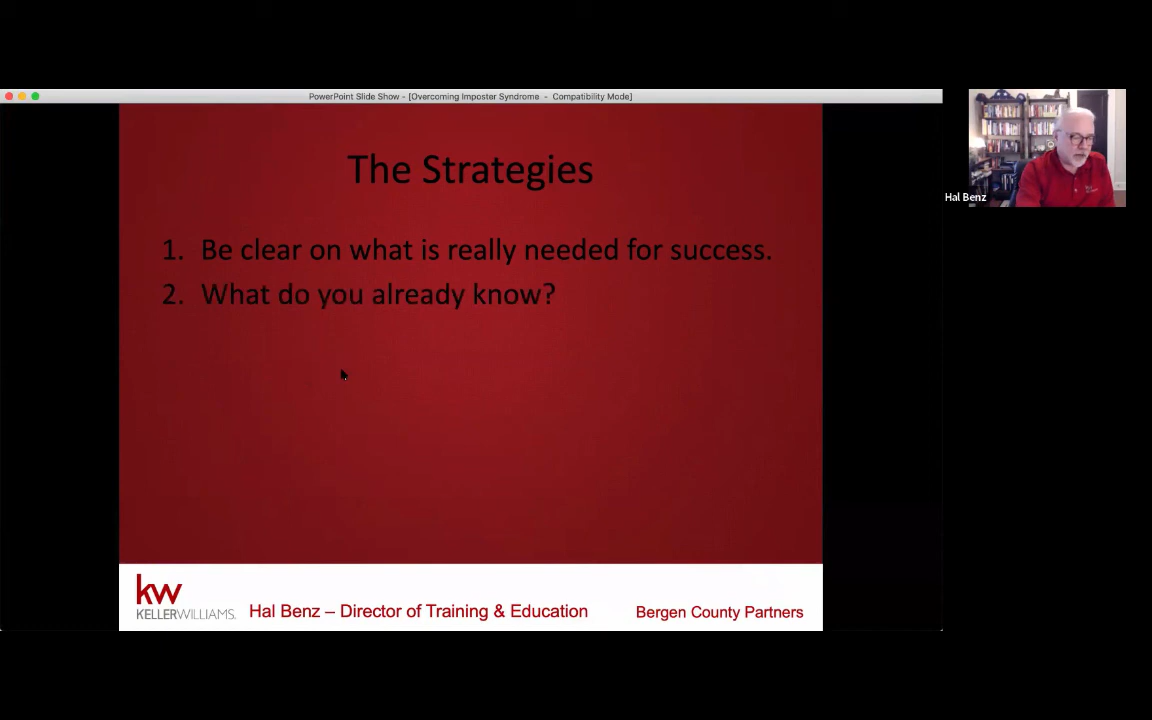 PowerPoint Slide Show - [Overcoming Imposter Syndrome - Compatibility Mode]
The Strategies
1. Be clear on what is really needed for success.
2. What do you already know?
Hal Benz
kw
KELLERWILLIAMS.
Hal Benz – Director of Training & Education
Bergen County Partners